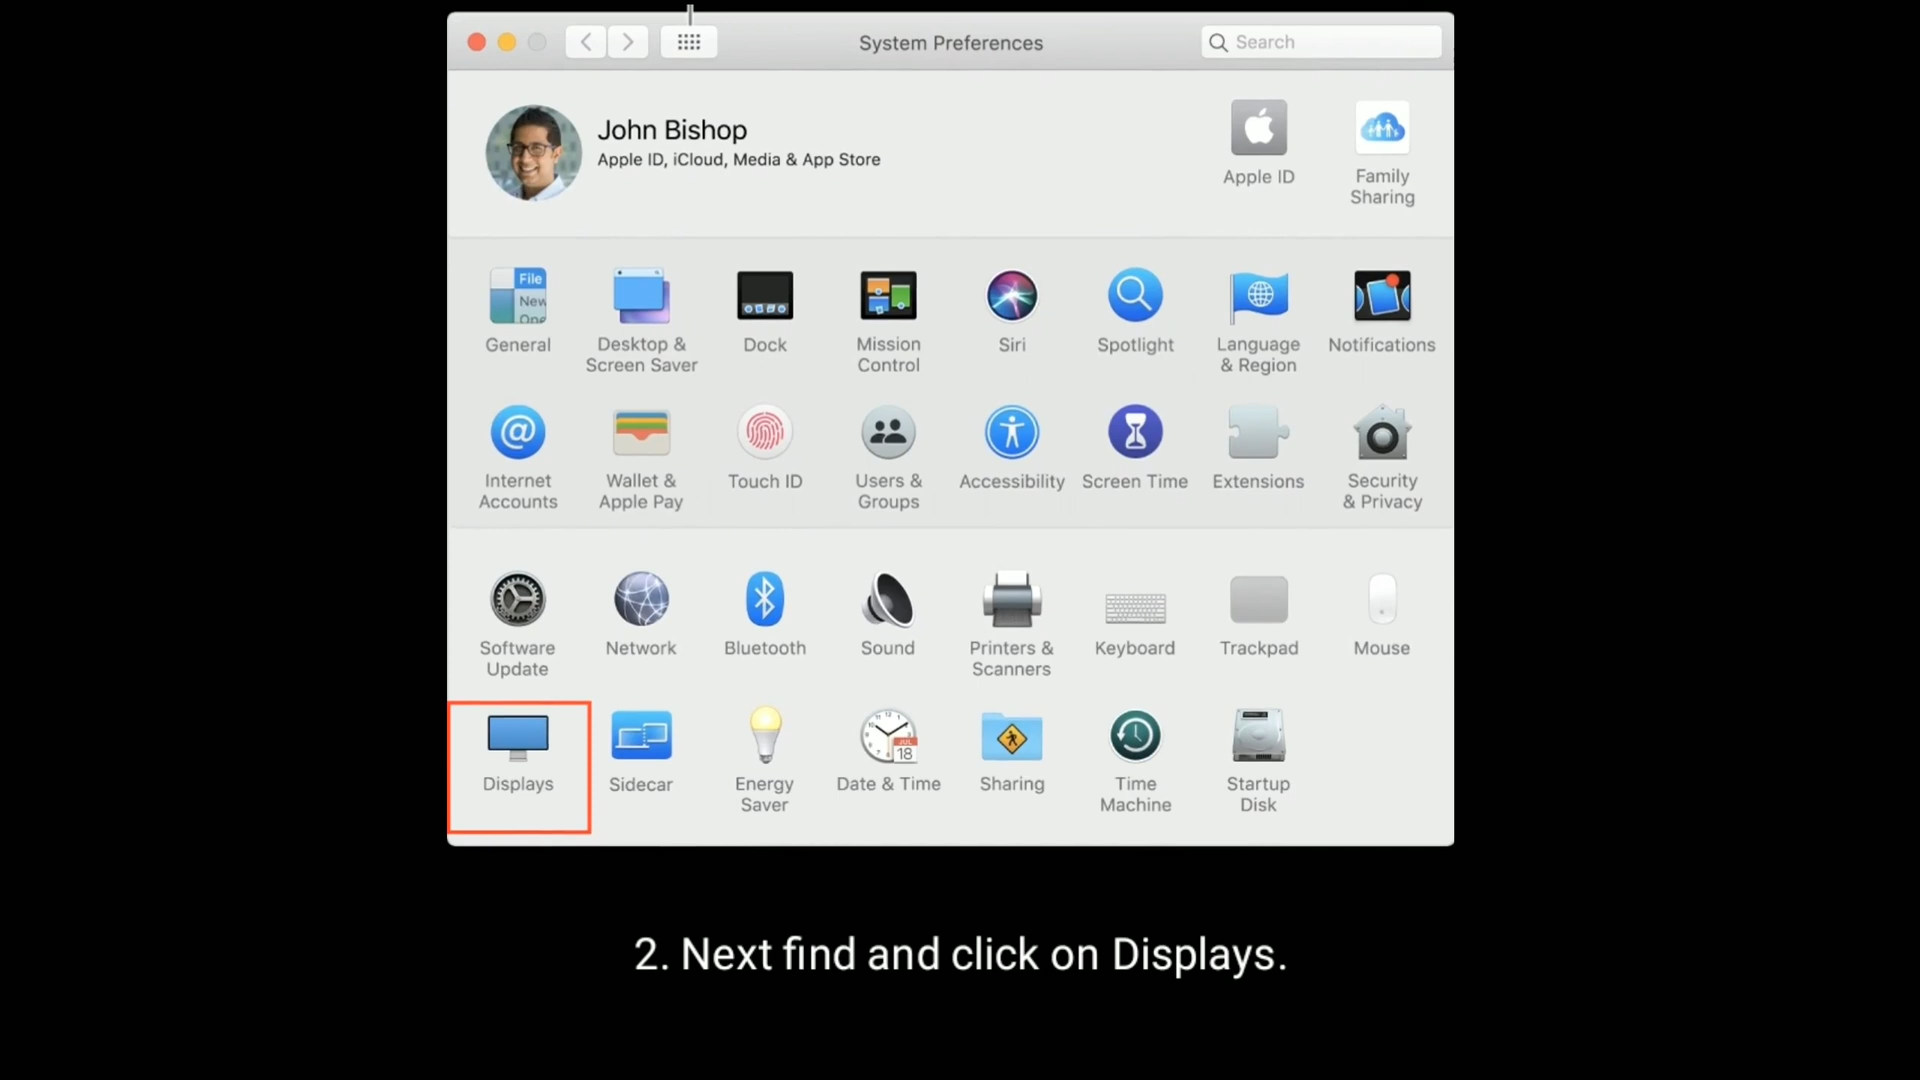 System Preferences
Search
John Bishop
Apple ID, iCloud, Media & App Store
Apple ID
Family
Sharing
File
New
Ope
General
Desktop &
Screen Saver
Dock
Mission
Control
Siri
Spotlight
Language
& Region
Notifications
@
Internet
Accounts
Wallet &
Apple Pay
Touch ID
Users &
Groups
Accessibility
Screen Time
Extensions
Security
& Privacy
Software
Update
Network
Bluetooth
Sound
Printers &
Scanners
Keyboard
Trackpad
Mouse
JUL
18
Displays
Sidecar
Energy
Saver
Date & Time
Sharing
Time
Machine
Startup
Disk
2. Next find and click on Displays.